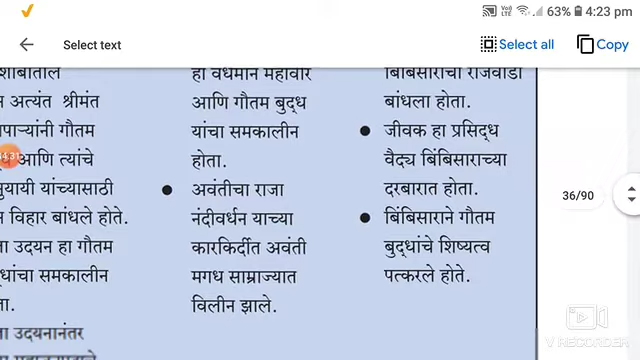 63% 4:23 pm
Select text
Select all
Copy
अत्यंत श्रीमंत
गौतम
आणि त्यांचे
यांच्यासाठी
विहार बांधले होते.
उदयन हा गौतम
समकालीन
उदयनानंतर
हा वर्धमान महावीर
आणि गौतम बुद्ध
यांचा समकालीन
होता.
● अवंतीचा राजा
नंदीवर्धन याच्या
कारकिर्दीत अवंती
मगध साम्राज्यात
विलीन झाले.
बिंबिसाराचा राजवाडा
बांधला होता.
● जीवक हा प्रसिद्ध
वैद्य बिंबिसाराच्या
दरबारात होता.
● बिंबिसाराने गौतम
बुद्धांचे शिष्यत्व
पत्करले होते.
36/90
V RECORDER